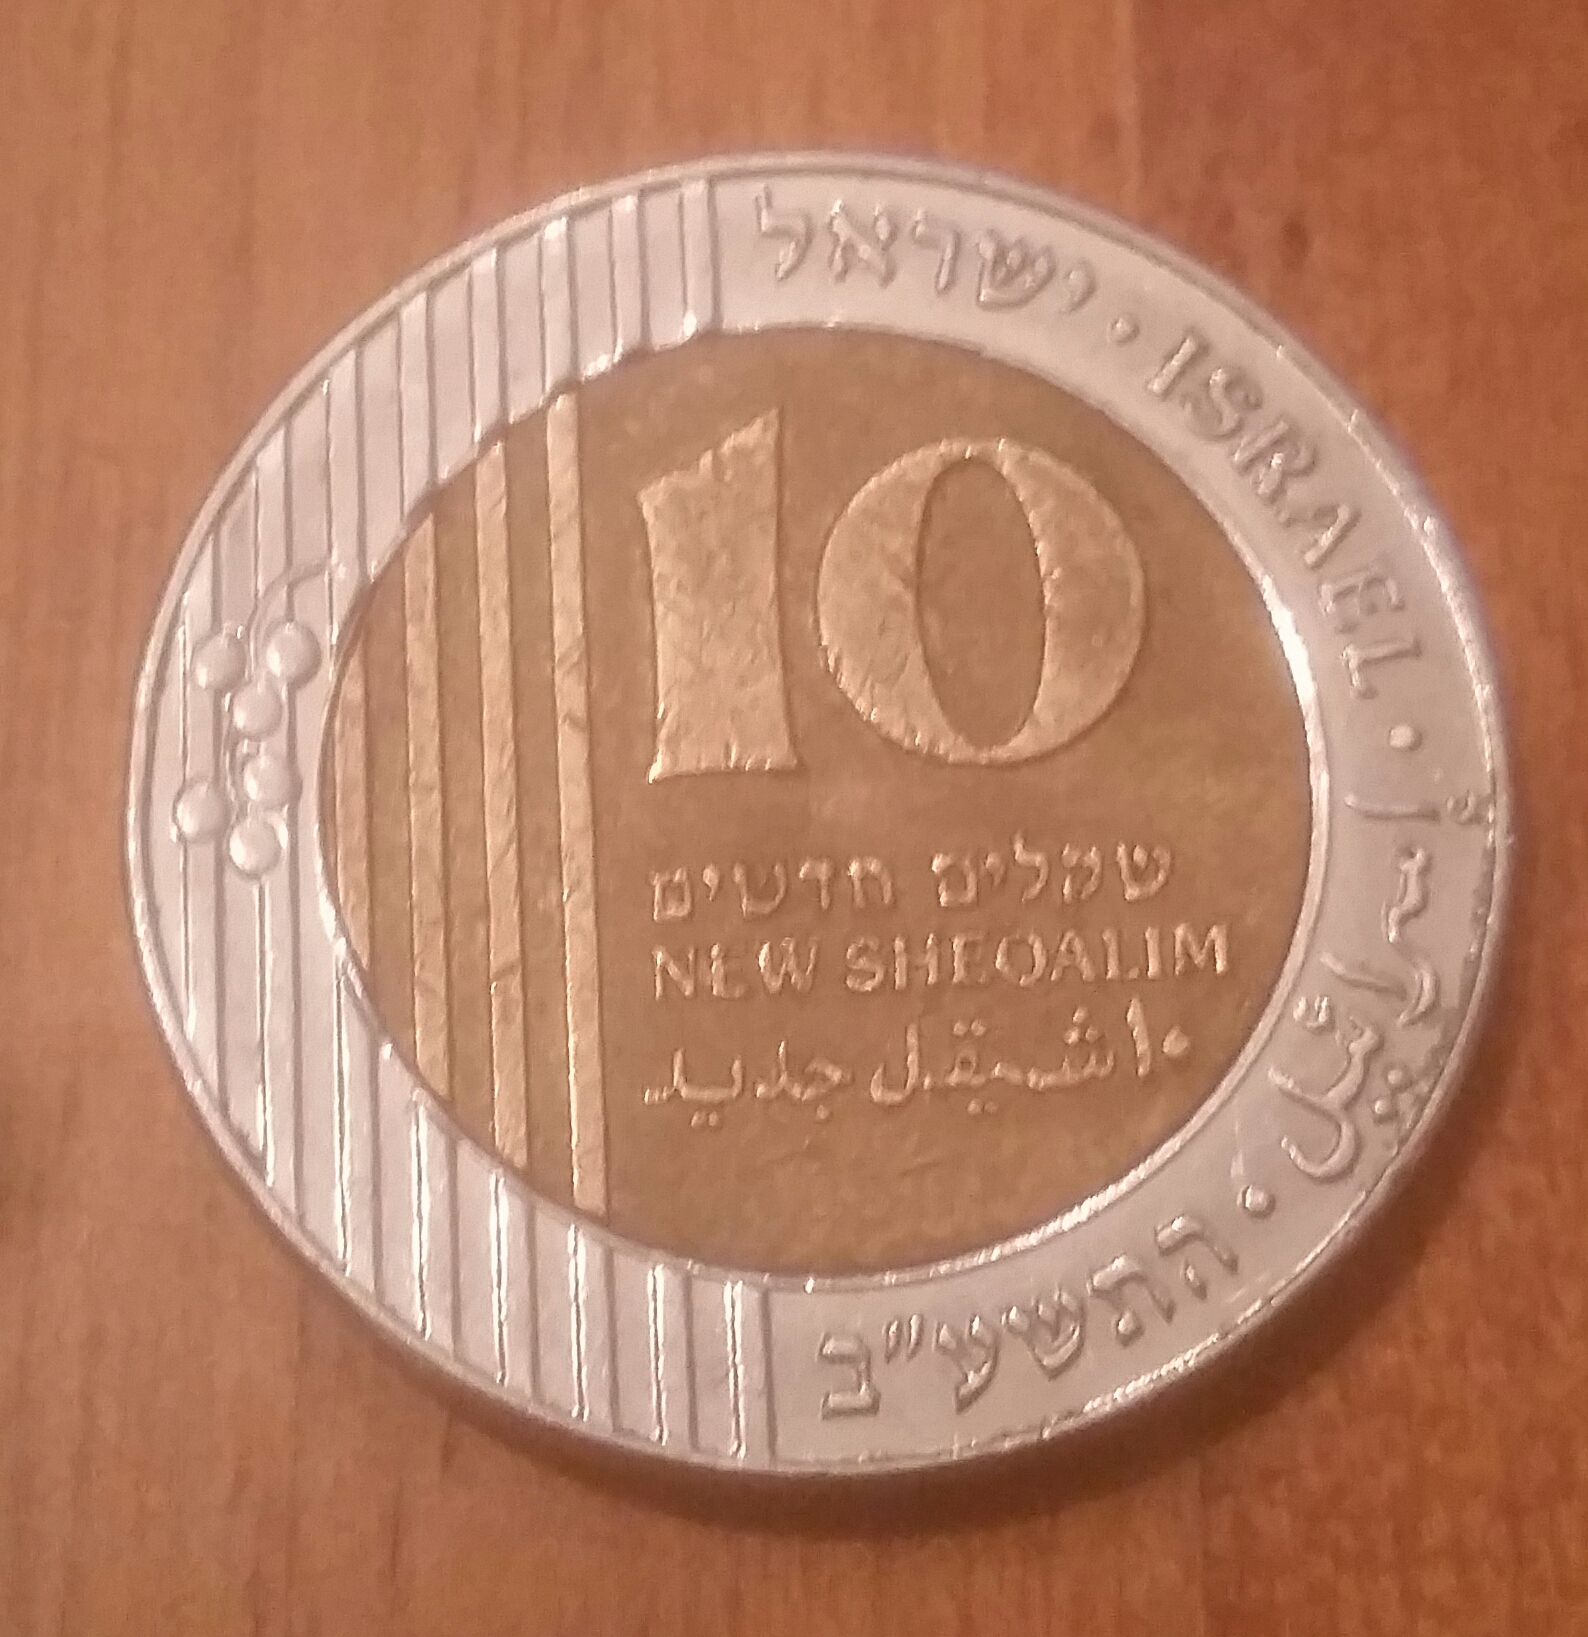 ישראל • ISRAEL • إسرائيل • התשע״ב
10
שקלים חדשים
NEW SHEQALIM
١٠ شيقل جديد